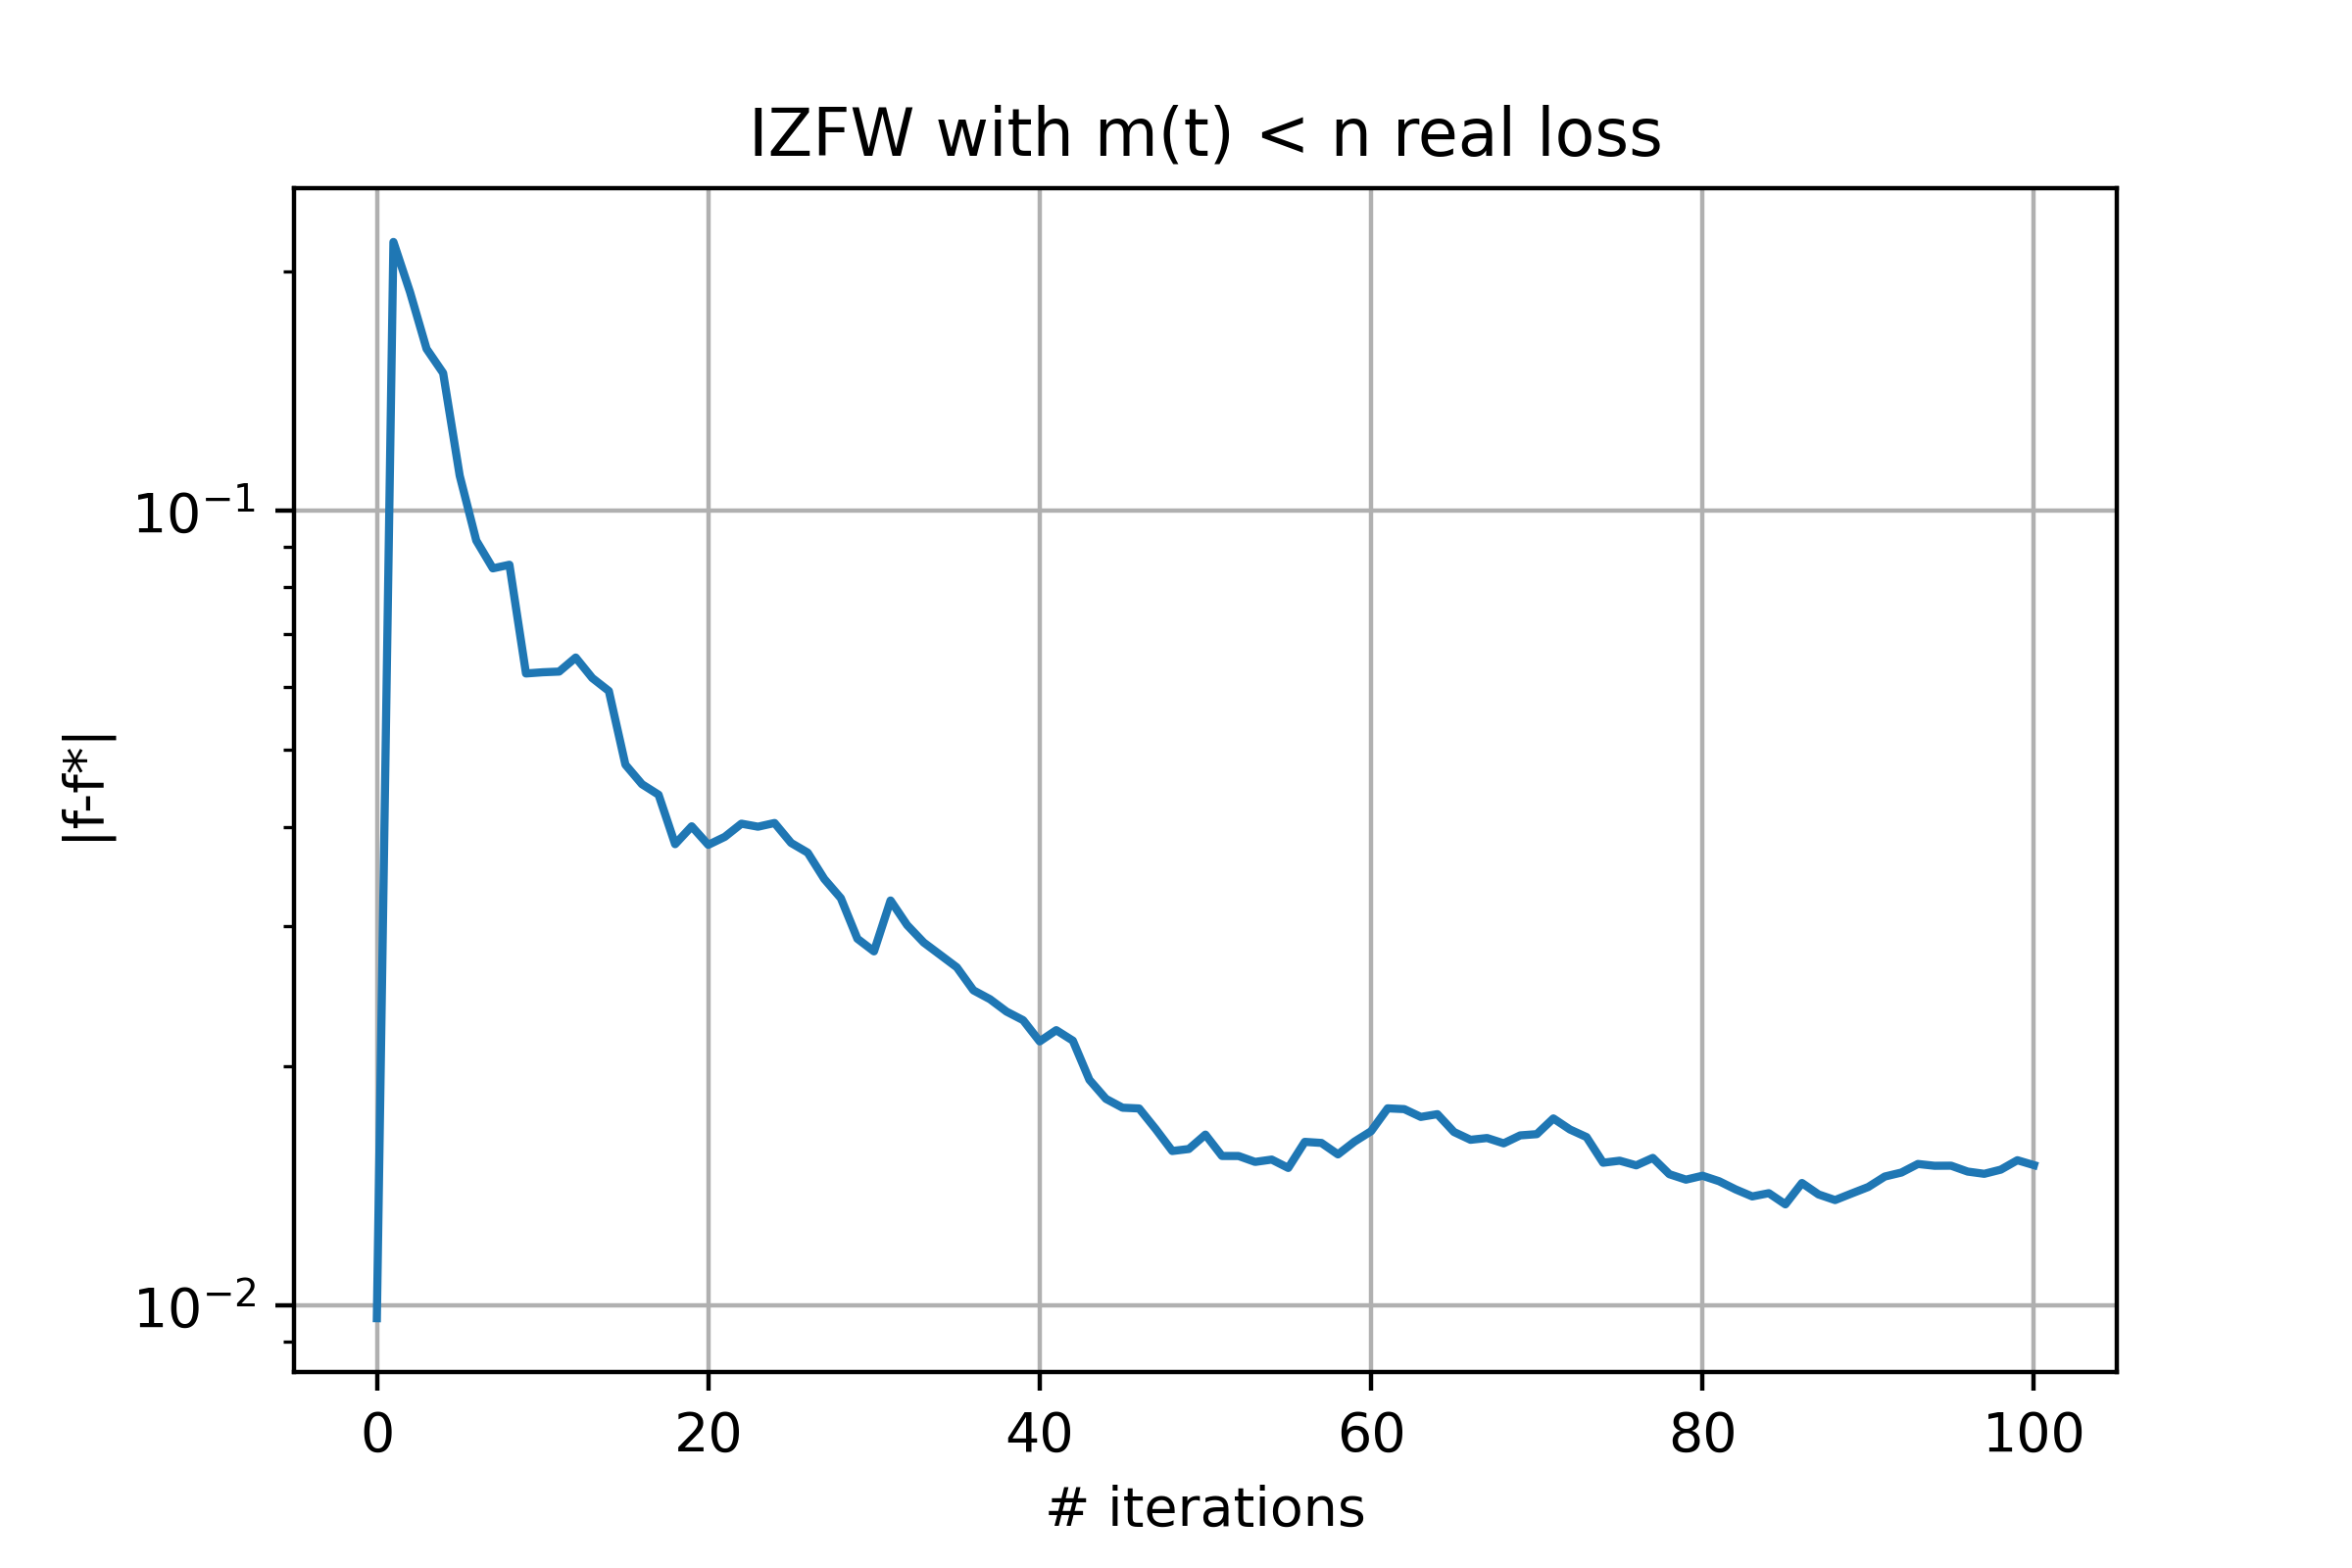 IZFW with m(t) < n real loss
|f-f*|
10⁻¹
10⁻²
0 20 40 60 80 100
# iterations